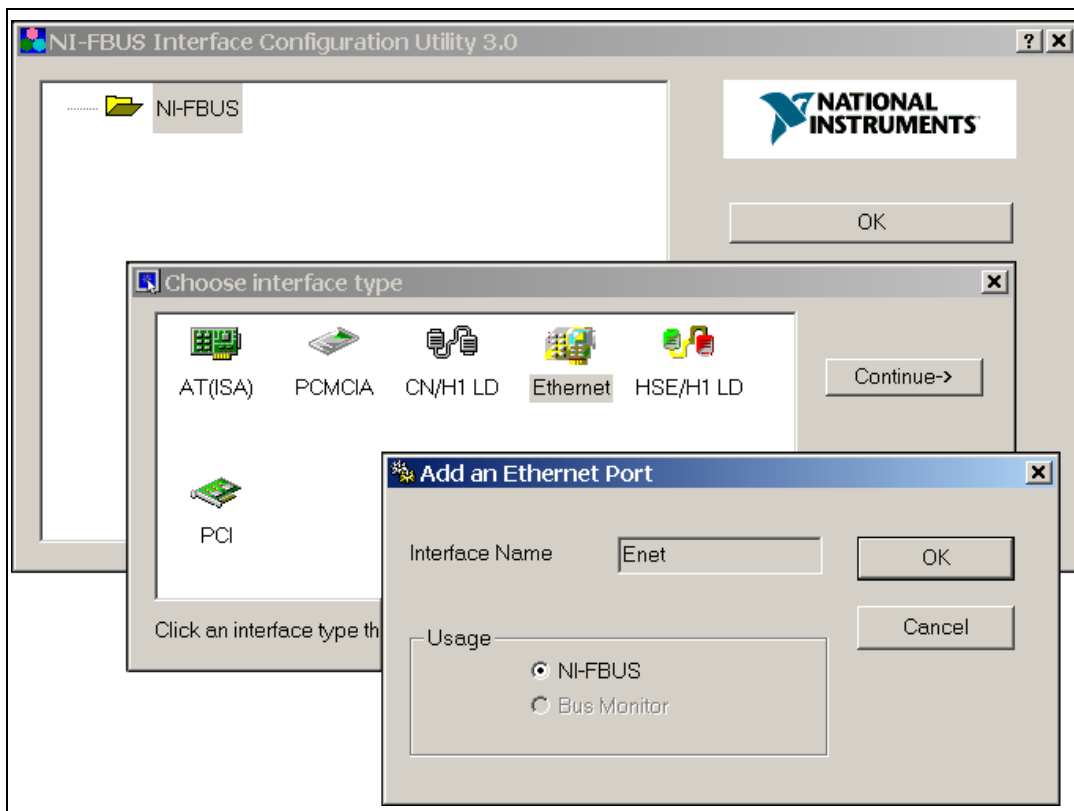 NI-FBUS Interface Configuration Utility 3.0
NI-FBUS
NATIONAL
INSTRUMENTS
OK
Choose interface type
AT(ISA)
PCMCIA
CN/H1 LD
Ethernet
HSE/H1 LD
Continue->
PCI
Click an interface type th
Add an Ethernet Port
Interface Name
Enet
OK
Cancel
Usage
NI-FBUS
Bus Monitor